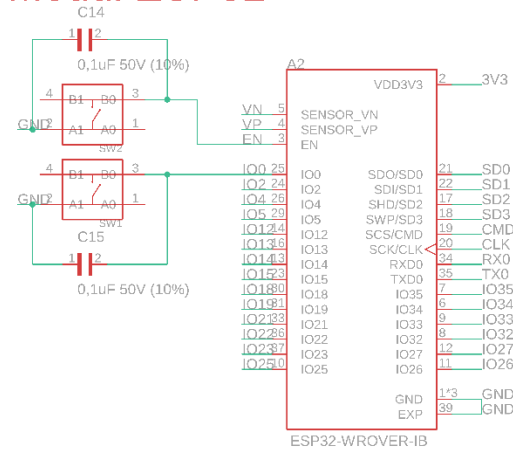 C14
1 2
0,1uF 50V (10%)
4 B1 B0 3
GND 2 A1 A0 1
SW2
4 B1 B0 3
GND 2 A1 A0 1
SW1
C15
1 2
0,1uF 50V (10%)
A2
VN 5 SENSOR_VN
VP 4 SENSOR_VP
EN 3 EN
IO0 25 IO0
IO2 24 IO2
IO4 26 IO4
IO5 29 IO5
IO12 14 IO12
IO13 16 IO13
IO14 13 IO14
IO15 23 IO15
IO18 30 IO18
IO19 31 IO19
IO21 33 IO21
IO22 36 IO22
IO23 37 IO23
IO25 10 IO25
VDD3V3 2 3V3
SDO/SD0 21 SD0
SDI/SD1 22 SD1
SHD/SD2 17 SD2
SWP/SD3 18 SD3
SCS/CMD 19 CMD
SCK/CLK 20 CLK
RXD0 34 RX0
TXD0 35 TX0
IO35 7 IO35
IO34 6 IO34
IO33 9 IO33
IO32 8 IO32
IO27 12 IO27
IO26 11 IO26
GND 1*3 GND
EXP 39 GND
ESP32-WROVER-IB